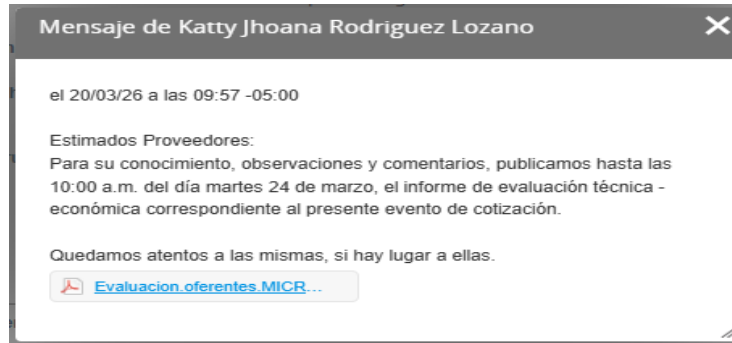 Mensaje de Katty Jhoana Rodriguez Lozano
el 20/03/26 a las 09:57 -05:00
Estimados Proveedores:
Para su conocimiento, observaciones y comentarios, publicamos hasta las
10:00 a.m. del día martes 24 de marzo, el informe de evaluación técnica -
económica correspondiente al presente evento de cotización.
Quedamos atentos a las mismas, si hay lugar a ellas.
Evaluacion.oferentes.MICR...